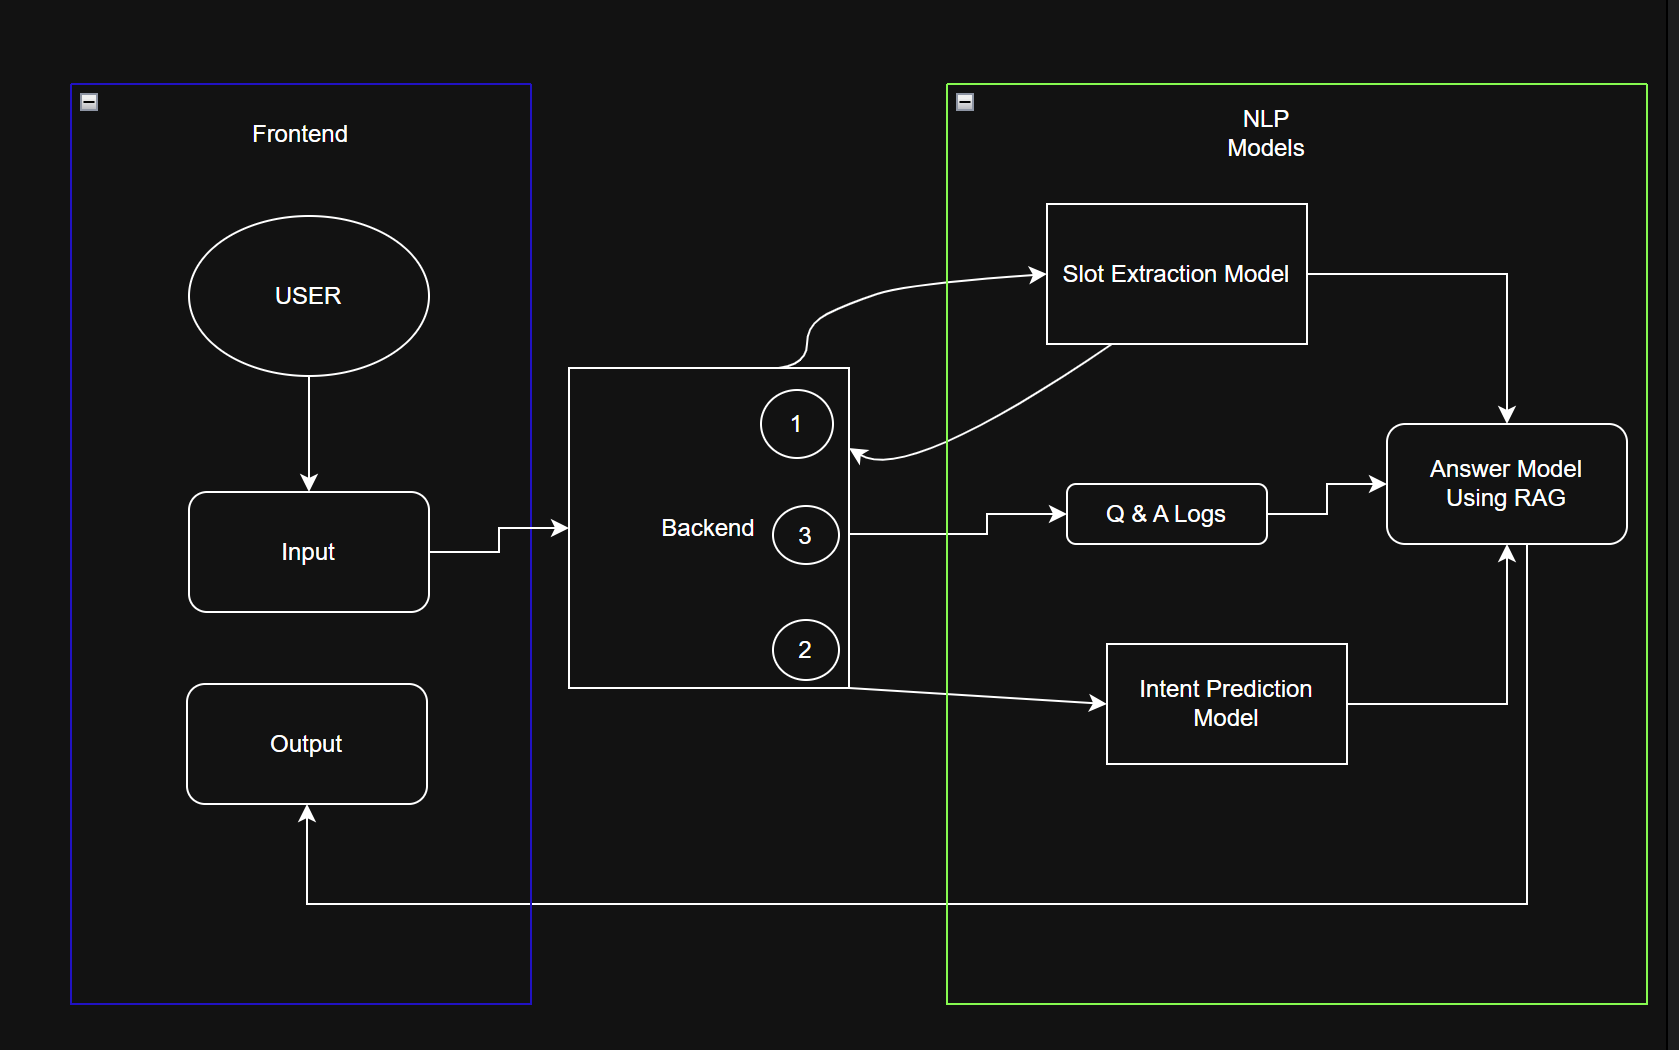 Frontend
USER
Input
Output
Backend
1
3
2
NLP
Models
Slot Extraction Model
Q & A Logs
Answer Model
Using RAG
Intent Prediction
Model